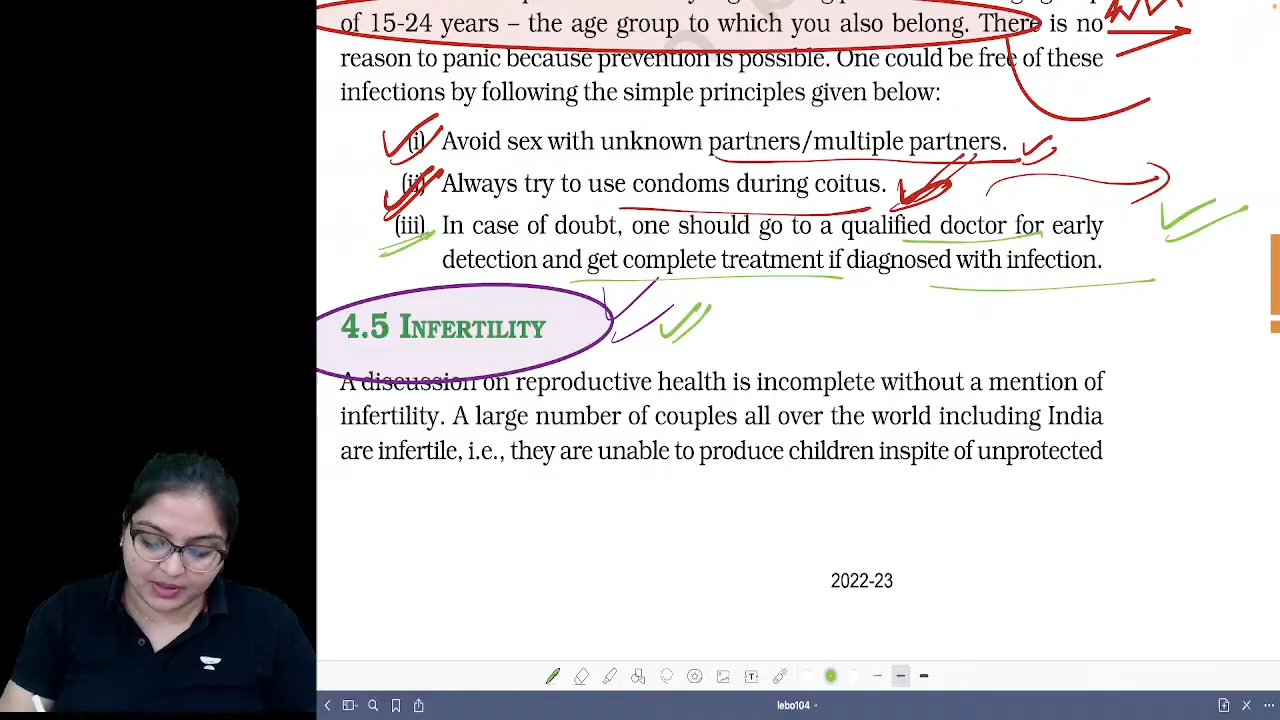 of 15-24 years – the age group to which you also belong. There is no
reason to panic because prevention is possible. One could be free of these
infections by following the simple principles given below:
(i) Avoid sex with unknown partners/multiple partners.
(ii) Always try to use condoms during coitus.
(iii) In case of doubt, one should go to a qualified doctor for early
detection and get complete treatment if diagnosed with infection.
4.5 INFERTILITY
A discussion on reproductive health is incomplete without a mention of
infertility. A large number of couples all over the world including India
are infertile, i.e., they are unable to produce children inspite of unprotected
2022-23
lebo104